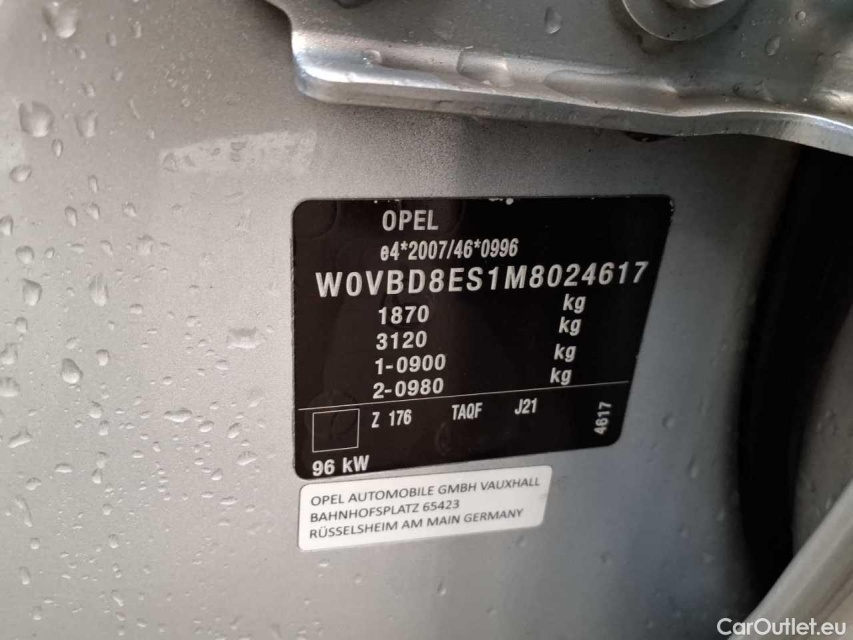 OPEL
e4*2007/46*0996
W0VBD8ES1M8024617
1870 kg
3120 kg
1-0900 kg
2-0980 kg
Z 176 TAQF J21
4617
96 kW
OPEL AUTOMOBILE GMBH VAUXHALL
BAHNHOFSPLATZ 65423
RÜSSELSHEIM AM MAIN GERMANY
CarOutlet.eu